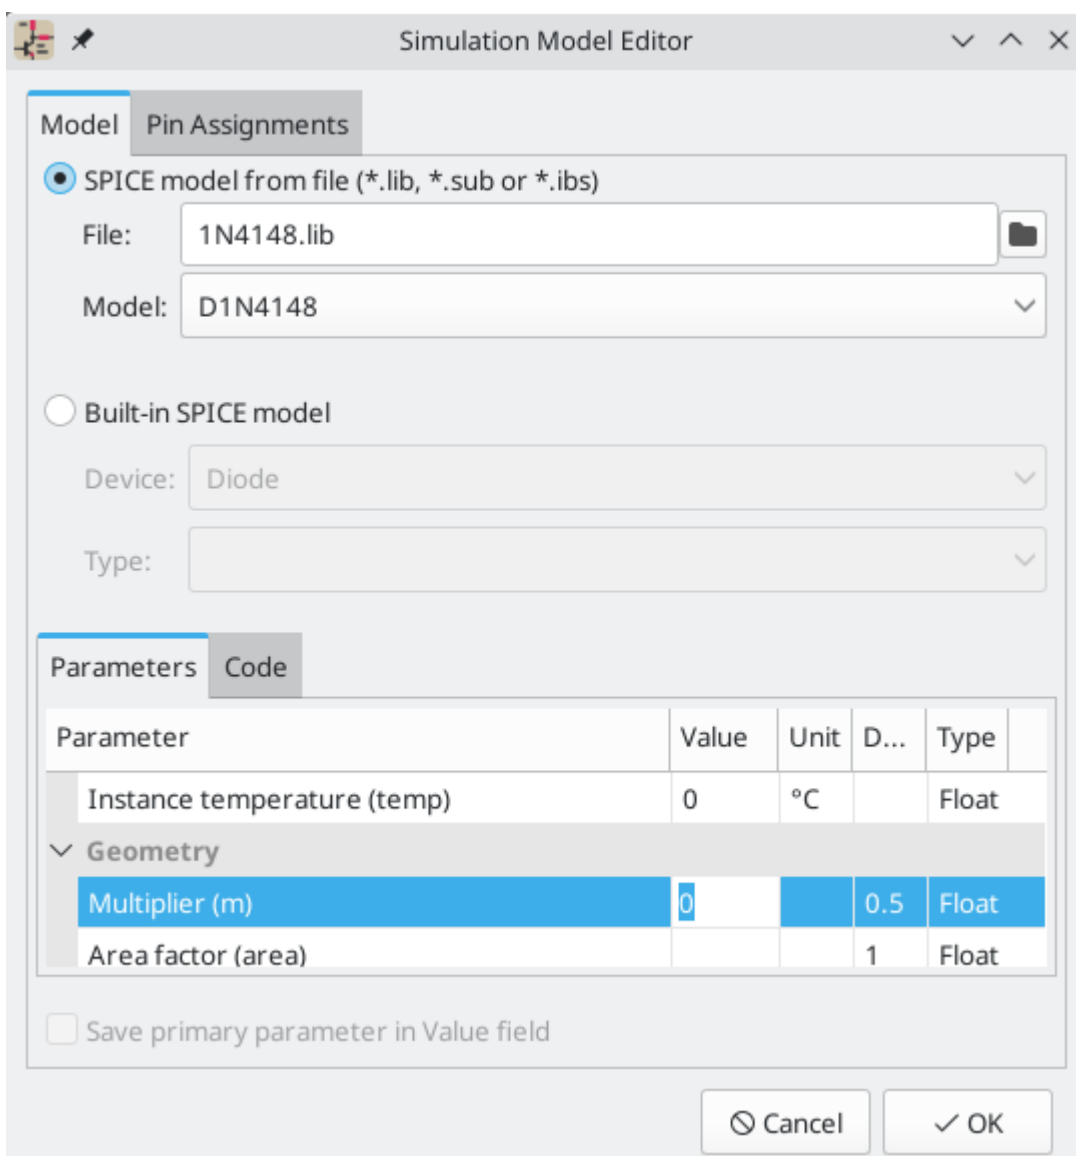 Simulation Model Editor
Model Pin Assignments
SPICE model from file (*.lib, *.sub or *.ibs)
File: 1N4148.lib
Model: D1N4148
Built-in SPICE model
Device: Diode
Type:
Parameters Code
Parameter Value Unit D... Type
Instance temperature (temp) 0 °C Float
Geometry
Multiplier (m) 0 0.5 Float
Area factor (area) 1 Float
Save primary parameter in Value field
Cancel OK